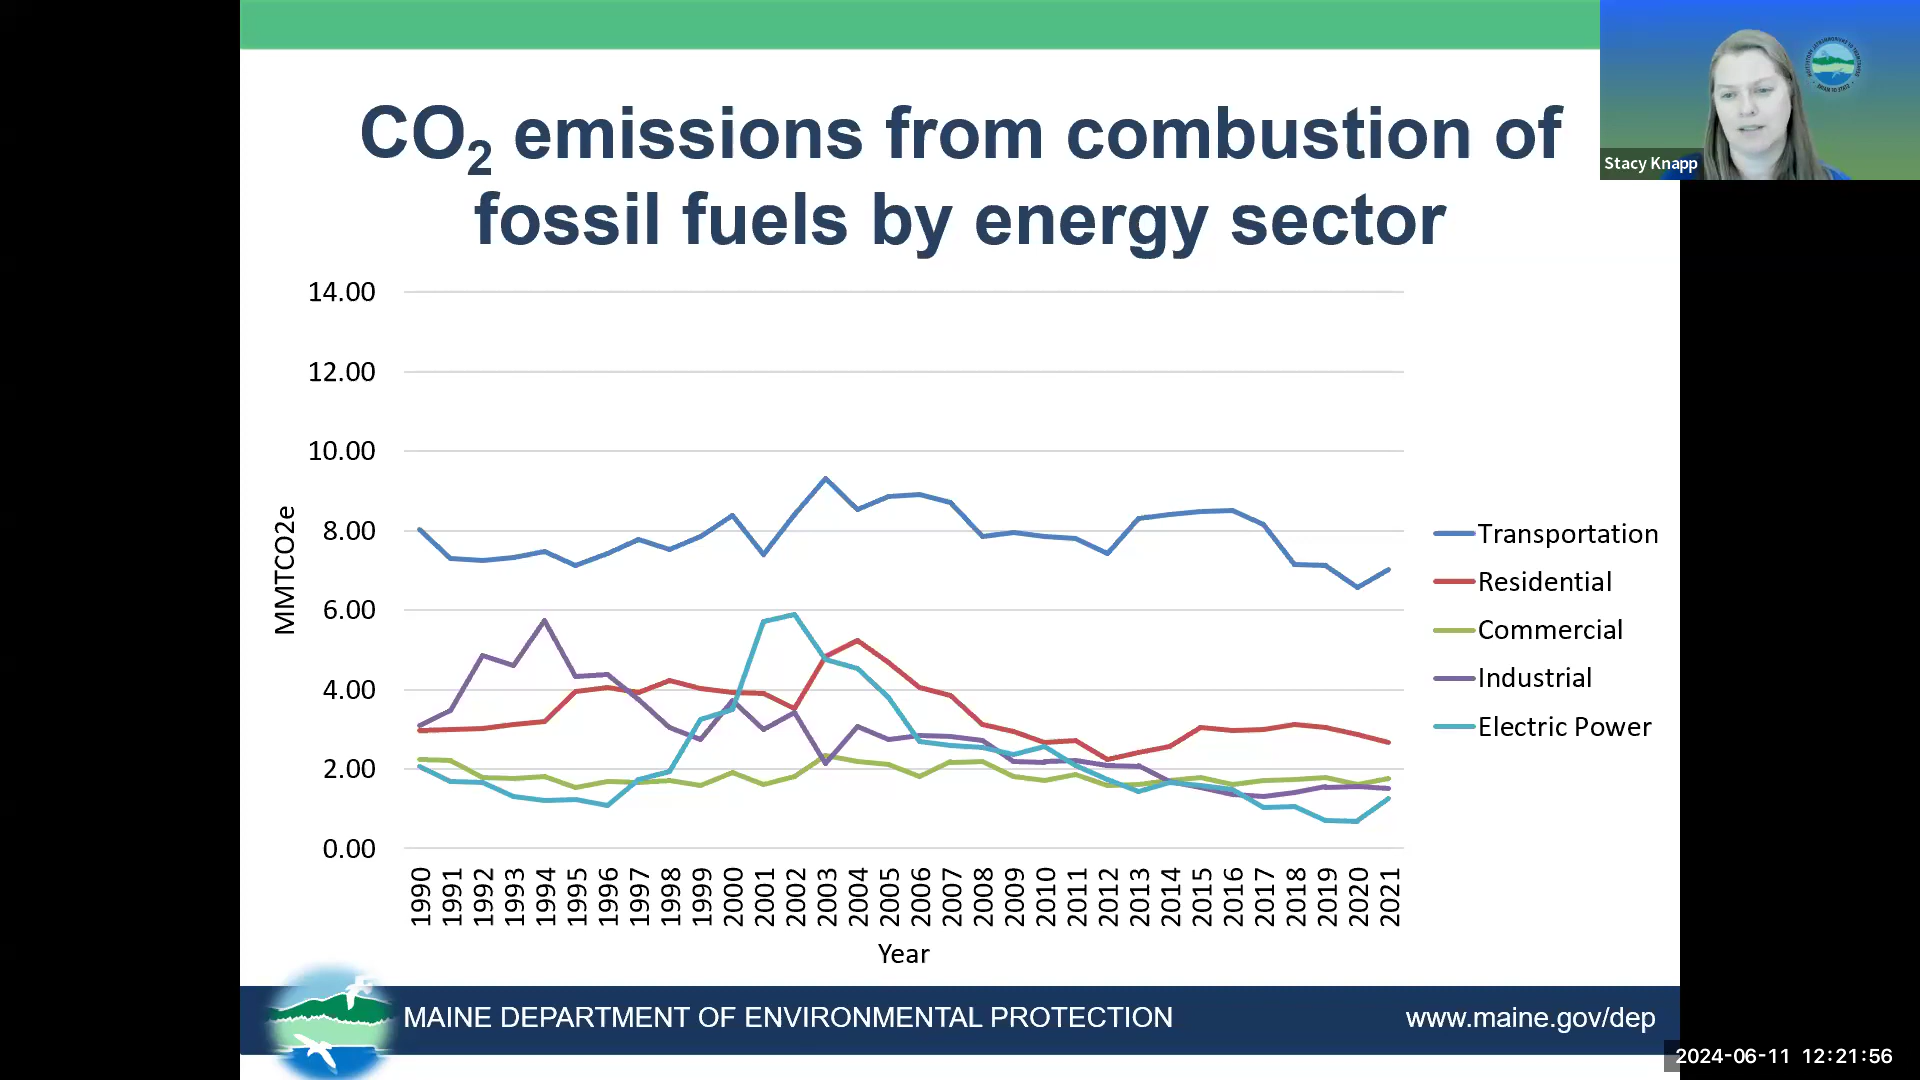 CO₂ emissions from combustion of
fossil fuels by energy sector
Stacy Knapp
14.00
12.00
10.00
8.00
6.00
4.00
2.00
0.00
MMTCO2e
1990 1991 1992 1993 1994 1995 1996 1997 1998 1999 2000 2001 2002 2003 2004 2005 2006 2007 2008 2009 2010 2011 2012 2013 2014 2015 2016 2017 2018 2019 2020 2021
Year
Transportation
Residential
Commercial
Industrial
Electric Power
MAINE DEPARTMENT OF ENVIRONMENTAL PROTECTION
www.maine.gov/dep
2024-06-11 12:21:56